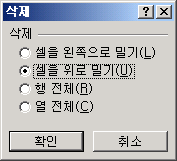 삭제
삭제
셀을 왼쪽으로 밀기(L)
셀을 위로 밀기(U)
행 전체(R)
열 전체(C)
확인
취소